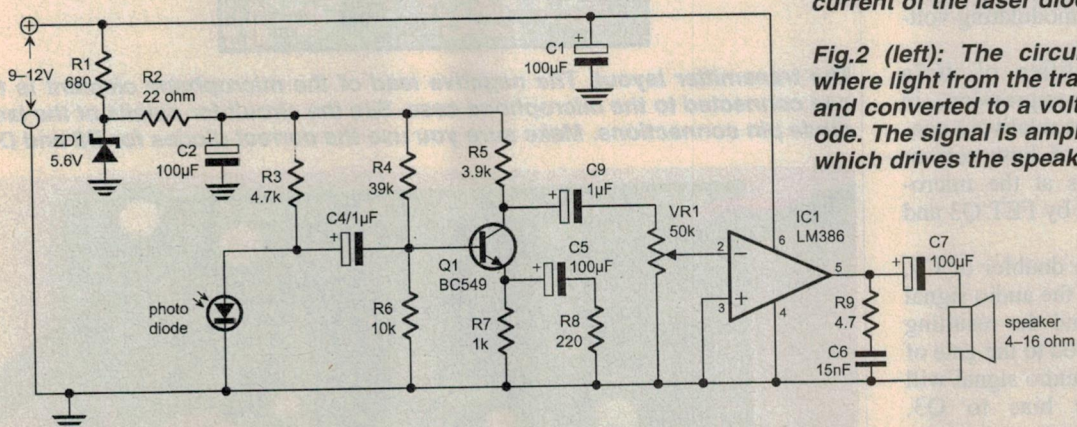 current of the laser diod
Fig.2 (left): The circui
where light from the tra
are converted to a volt
ode. The signal is ampl
which drives the speak
9–12V
R1
680
R2
22 ohm
ZD1
5.6V
C2
100µF
+
R3
4.7k
R4
39k
R5
3.9k
C4/1µF
+
photo
diode
R6
10k
Q1
BC549
R7
1k
C9
1µF
+
C5
100µF
+
R8
220
C1
100µF
+
VR1
50k
IC1
LM386
2
−
3
+
6
5
4
C7
100µF
+
R9
4.7
C6
15nF
speaker
4–16 ohm